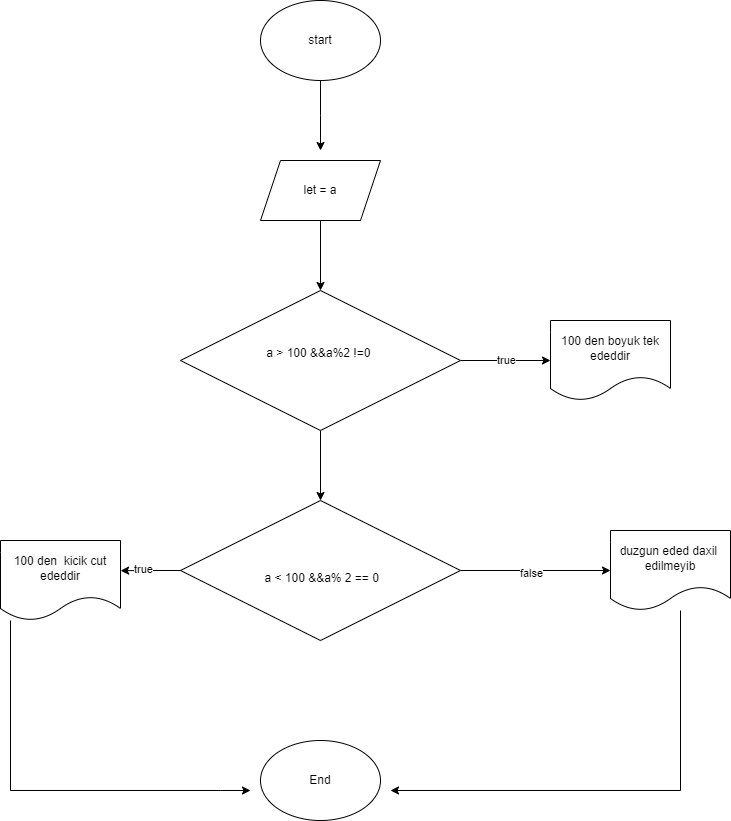 start
let = a
a > 100 &&a%2 !=0
true
100 den boyuk tek
ededdir
100 den  kicik cut
ededdir
true
a < 100 &&a% 2 == 0
false
duzgun eded daxil
edilmeyib
End